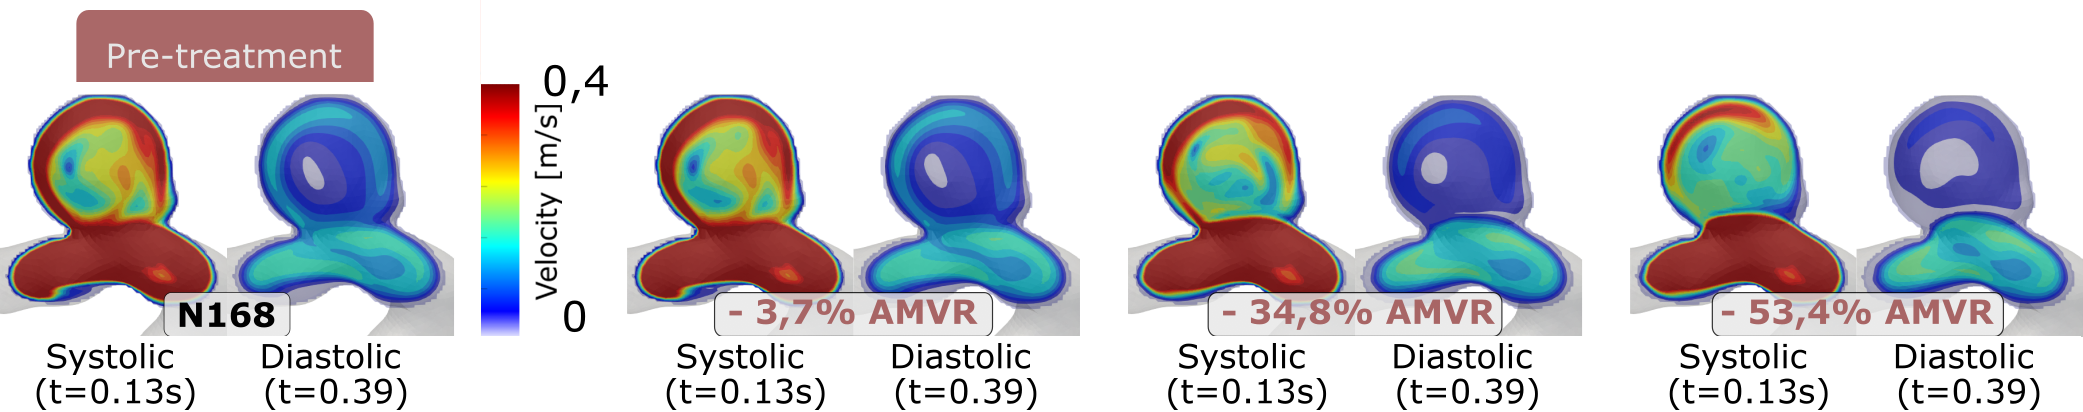 Pre-treatment
0,4
Velocity [m/s]
0
N168
- 3,7% AMVR
- 34,8% AMVR
- 53,4% AMVR
Systolic
(t=0.13s)
Diastolic
(t=0.39)
Systolic
(t=0.13s)
Diastolic
(t=0.39)
Systolic
(t=0.13s)
Diastolic
(t=0.39)
Systolic
(t=0.13s)
Diastolic
(t=0.39)